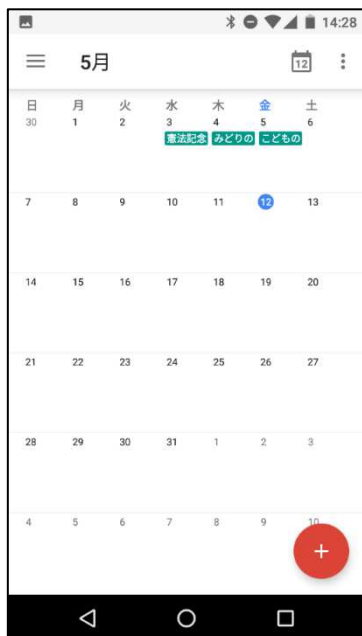 14:28
5月 12
日 月 火 水 木 金 土
30 1 2 3 4 5 6
憲法記念 みどりの こどもの
7 8 9 10 11 12 13
14 15 16 17 18 19 20
21 22 23 24 25 26 27
28 29 30 31 1 2 3
4 5 6 7 8 9 10